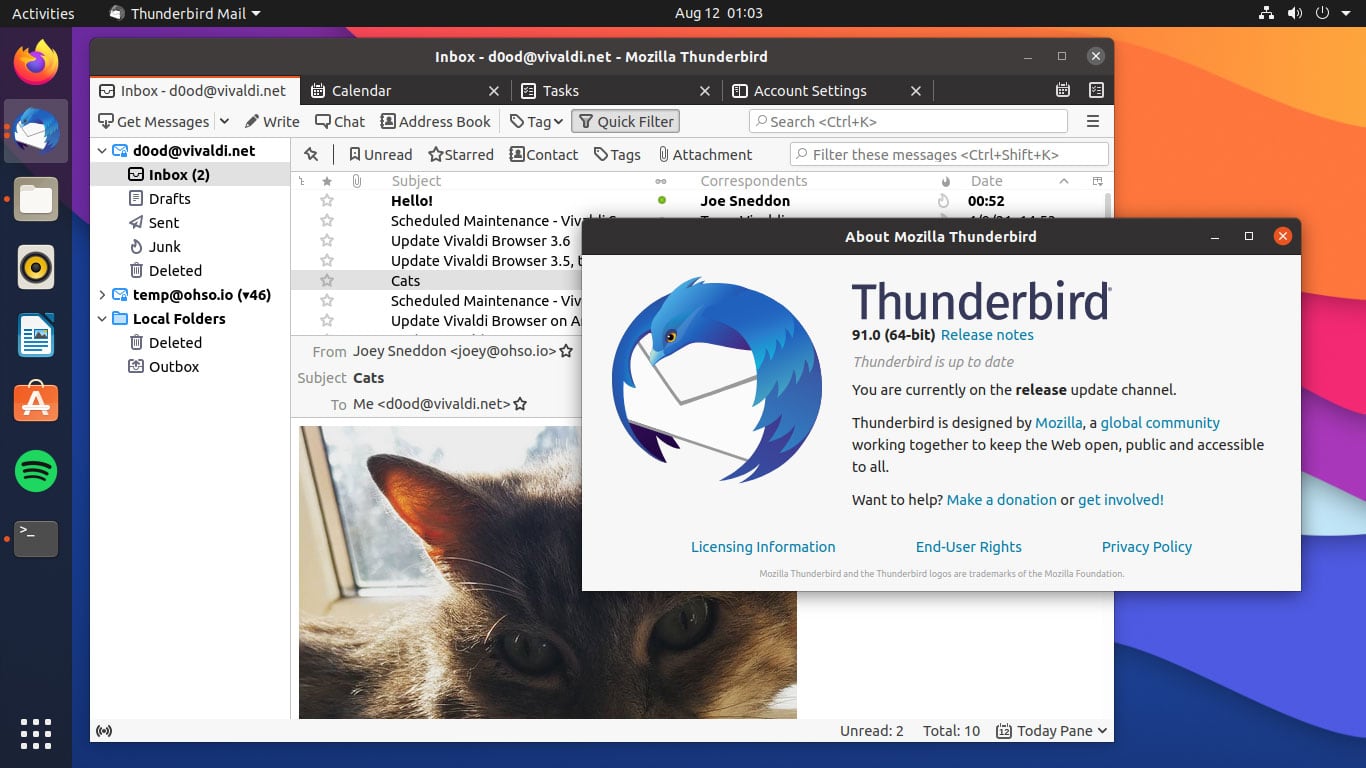 Activities
Thunderbird Mail
Aug 12 01:03
Inbox - d0od@vivaldi.net - Mozilla Thunderbird
Inbox - d0od@vivaldi.net
Calendar
Tasks
Account Settings
Get Messages
Write
Chat
Address Book
Tag
Quick Filter
Search <Ctrl+K>
d0od@vivaldi.net
Inbox (2)
Drafts
Sent
Junk
Deleted
temp@ohso.io (▾46)
Local Folders
Deleted
Outbox
Unread
Starred
Contact
Tags
Attachment
Filter these messages <Ctrl+Shift+K>
Subject
Correspondents
Date
Hello!
Joe Sneddon
00:52
Scheduled Maintenance -
Update Vivaldi Browser 3.6
Update Vivaldi Browser 3.5,
Cats
Scheduled Maintenance - Viv
Update Vivaldi Browser on
From Joey Sneddon <joey@ohso.io>
Subject Cats
To Me <d0od@vivaldi.net>
About Mozilla Thunderbird
Thunderbird
91.0 (64-bit) Release notes
Thunderbird is up to date
You are currently on the release update channel.
Thunderbird is designed by Mozilla, a global community
working together to keep the Web open, public and accessible
to all.
Want to help? Make a donation or get involved!
Licensing Information
End-User Rights
Privacy Policy
Mozilla Thunderbird and the Thunderbird logos are trademarks of the Mozilla Foundation.
>_
Unread: 2
Total: 10
12
Today Pane